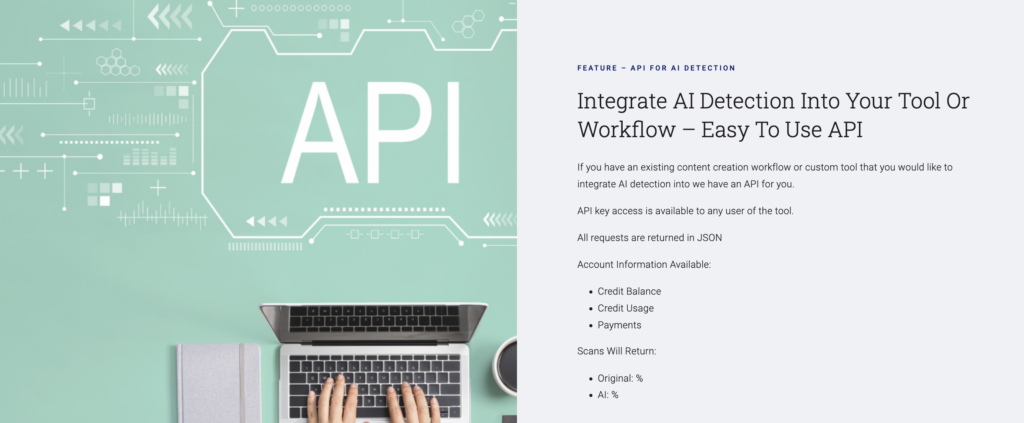 API
FEATURE – API FOR AI DETECTION
Integrate AI Detection Into Your Tool Or
Workflow – Easy To Use API
If you have an existing content creation workflow or custom tool that you would like to
integrate AI detection into we have an API for you.
API key access is available to any user of the tool.
All requests are returned in JSON
Account Information Available:
• Credit Balance
• Credit Usage
• Payments
Scans Will Return:
• Original: %
• AI: %